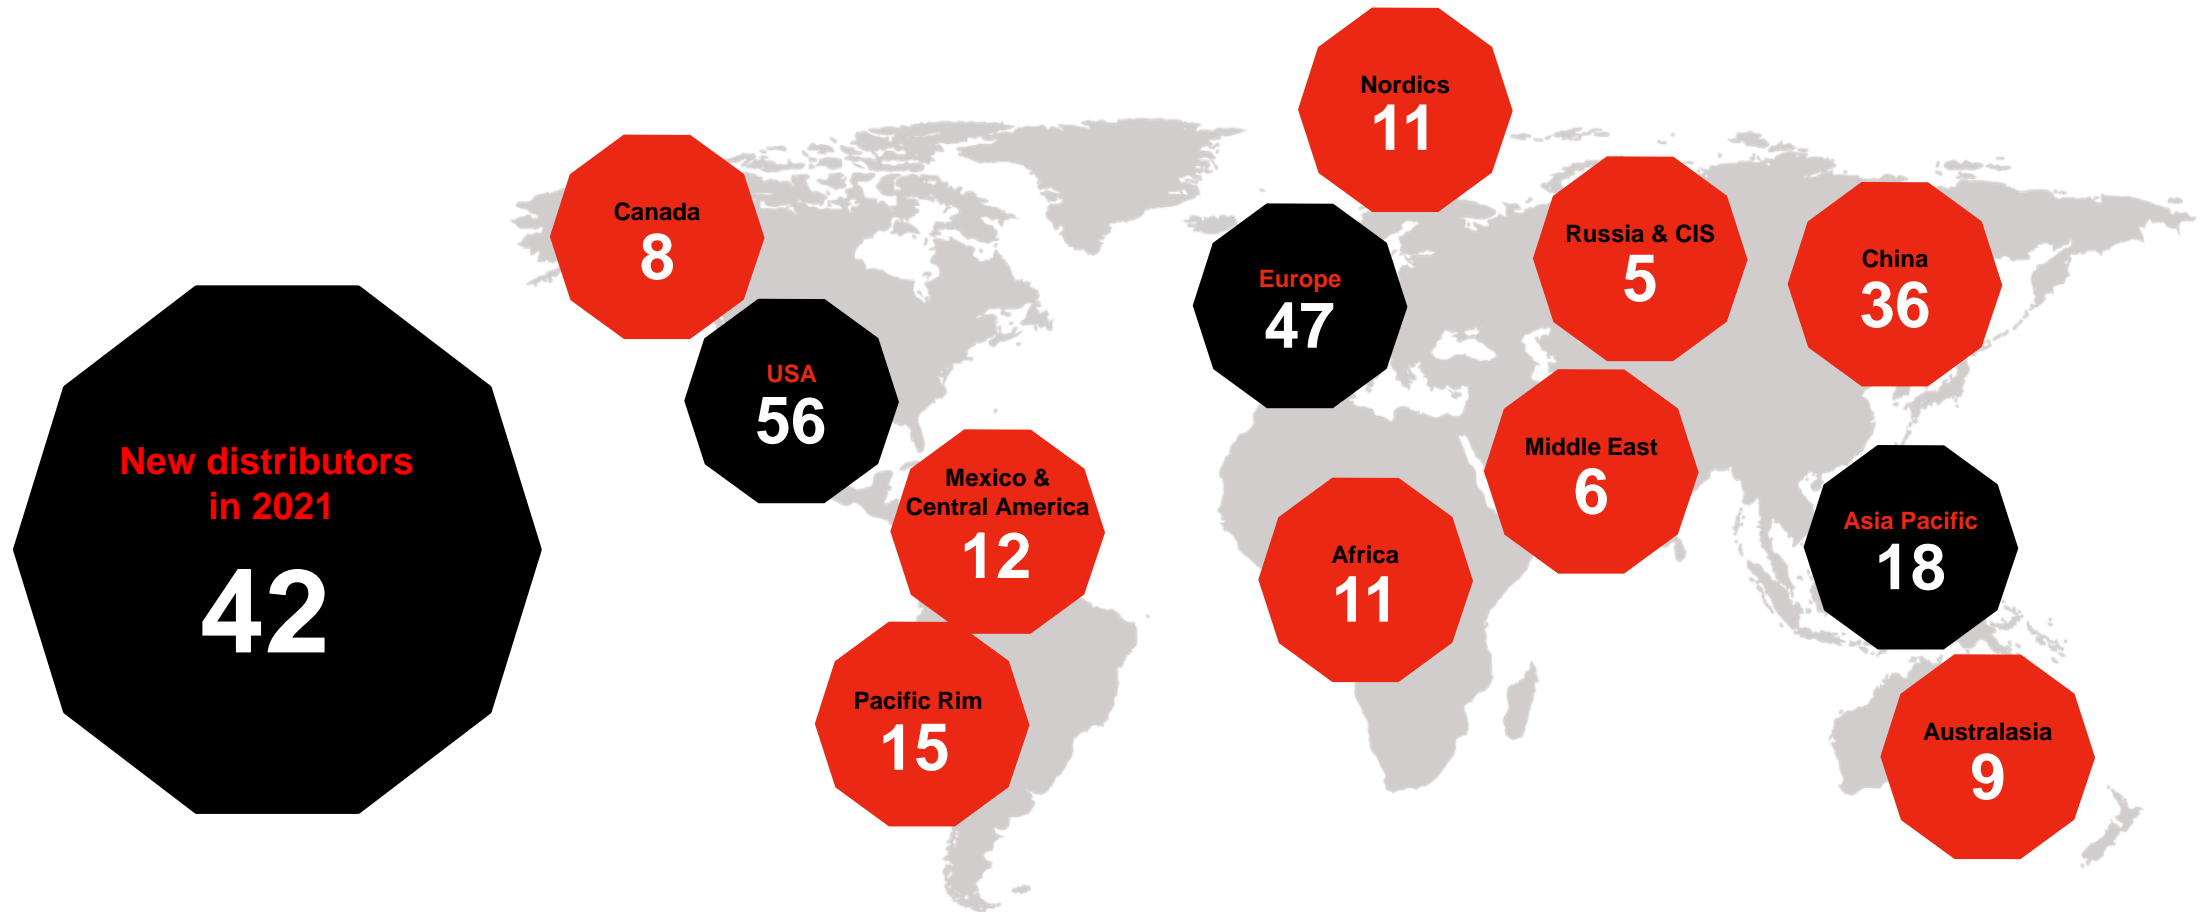 New distributors
in 2021
42
Canada
8
USA
56
Mexico &
Central America
12
Pacific Rim
15
Nordics
11
Europe
47
Russia & CIS
5
China
36
Middle East
6
Africa
11
Asia Pacific
18
Australasia
9